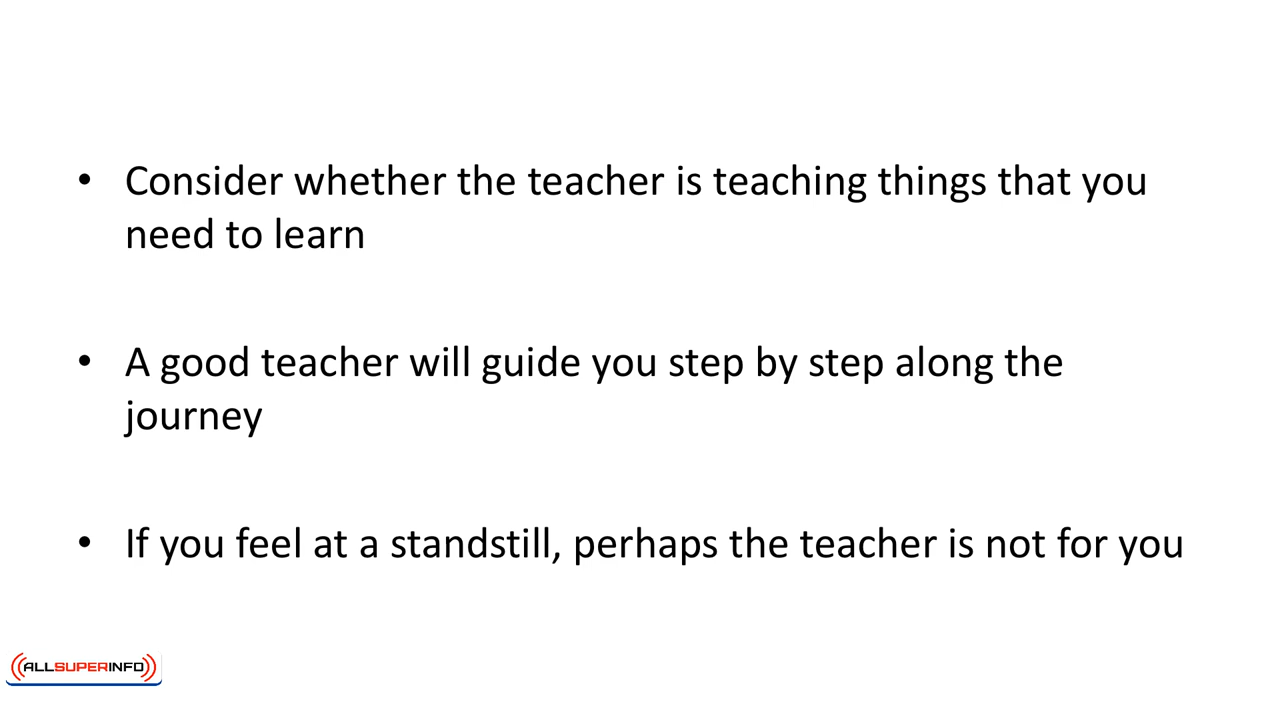 • Consider whether the teacher is teaching things that you
need to learn
• A good teacher will guide you step by step along the
journey
• If you feel at a standstill, perhaps the teacher is not for you
ALLSUPERINFO